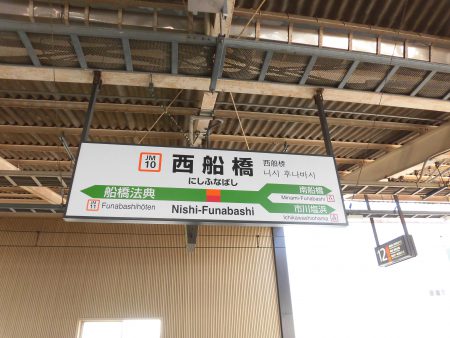 JM
10
西船橋
西船桥
にしふなばし
니시 후나바시
船橋法典
南船橋
Minami-Funabashi
JM
11
Funabashihōten
Nishi-Funabashi
市川塩浜
Ichikawashiohama
12